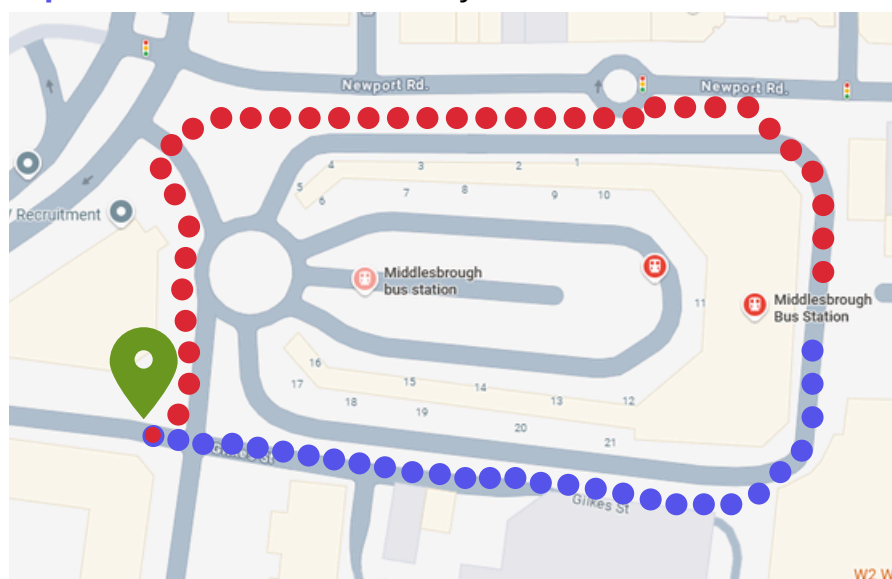 Newport Rd.
Newport Rd.
4
3
2
1
5
6
7
8
9
10
Recruitment
Middlesbrough
bus station
11
Middlesbrough
Bus Station
16
15
14
13
12
17
18
19
20
21
Gilkes St
Gilkes St
W2 W